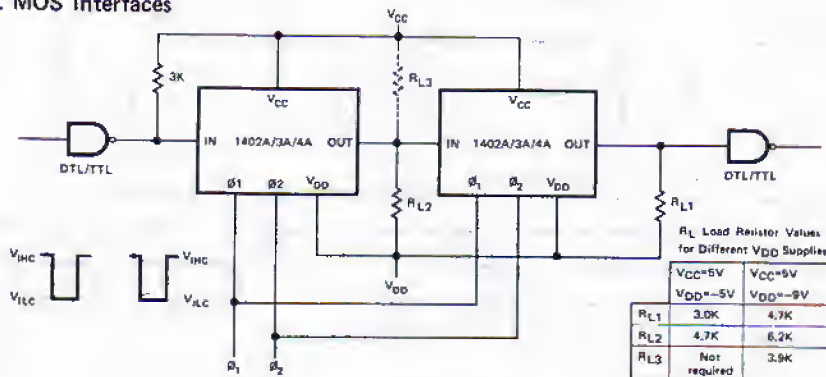 MOS Interfaces
VCC
3K
RL3
VCC
VCC
IN 1402A/3A/4A OUT
IN 1402A/3A/4A OUT
DTL/TTL
DTL/TTL
Ø1 Ø2 VDD
Ø1 Ø2 VDD
RL2
RL1
VIHC
VIHC
VILC
VILC
VDD
Ø1 Ø2
RL Load Resistor Values
for Different VDD Supplies
VCC=5V VCC=5V
VDD=-5V VDD=-9V
RL1 3.0K 4.7K
RL2 4.7K 6.2K
RL3 Not required 3.9K